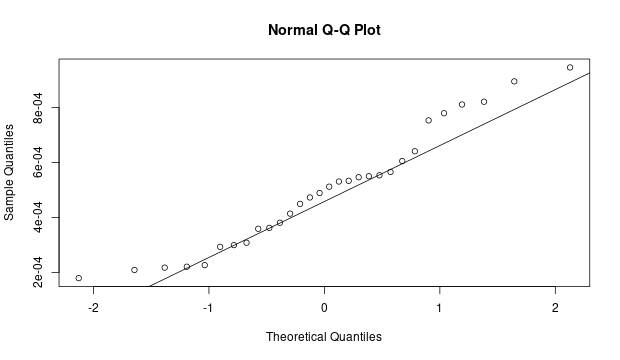 Normal Q-Q Plot
8e-04
6e-04
4e-04
2e-04
Sample Quantiles
-2 -1 0 1 2
Theoretical Quantiles